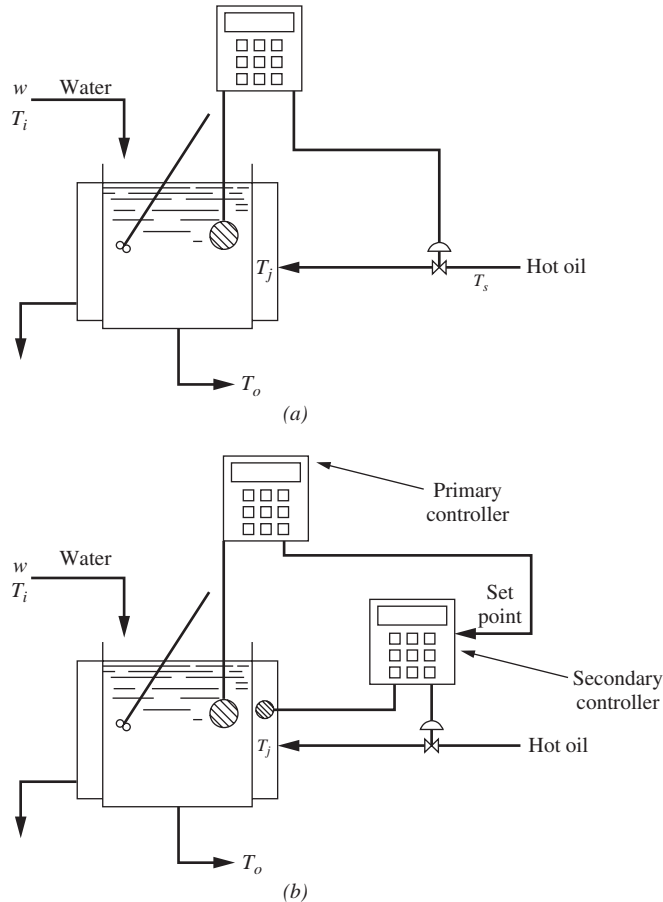 w
Water
T_i
T_j
Hot oil
T_s
T_o
(a)
Primary
controller
w
Water
T_i
Set
point
Secondary
controller
T_j
Hot oil
T_o
(b)